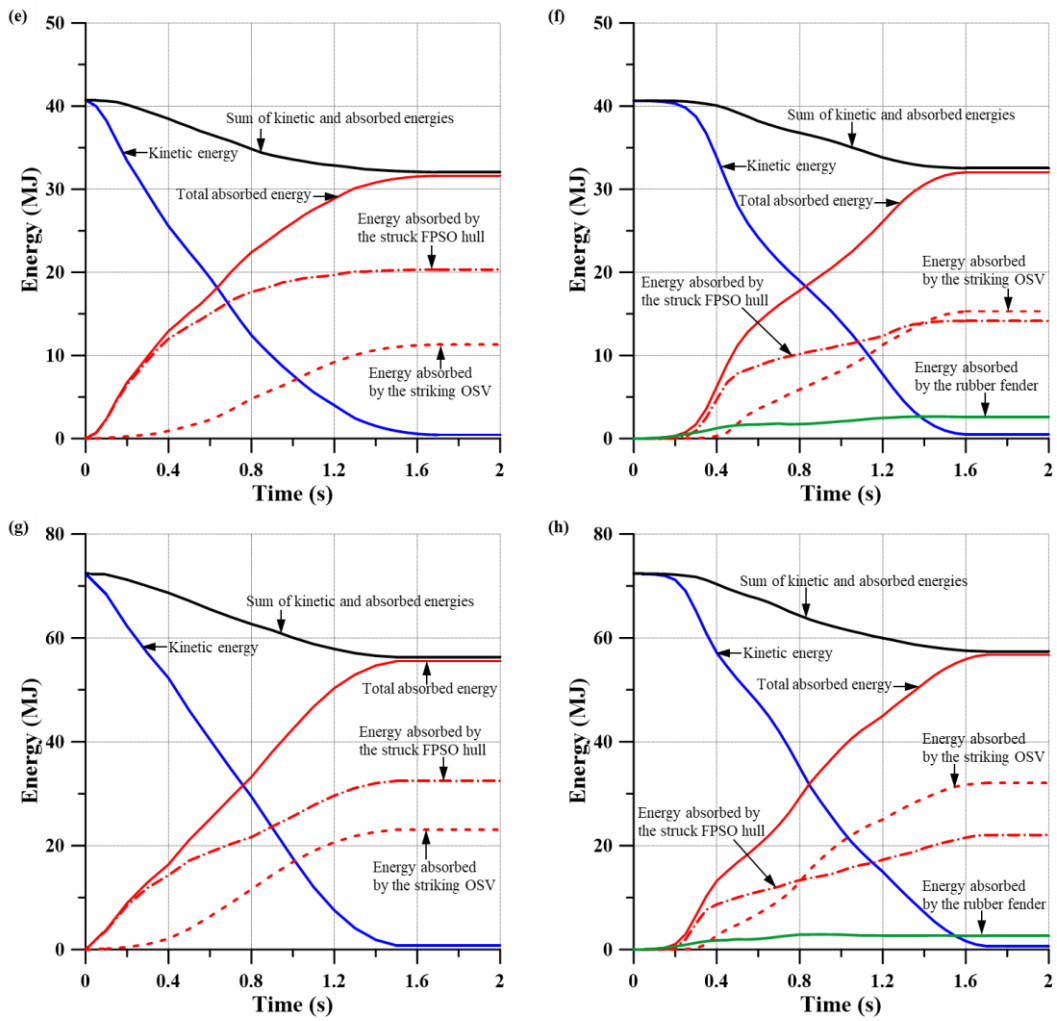 (e)
50
40
30
20
10
0
Energy (MJ)
Sum of kinetic and absorbed energies
Kinetic energy
Total absorbed energy
Energy absorbed by
the struck FPSO hull
Energy absorbed
by the striking OSV
0
0.4
0.8
1.2
1.6
2
Time (s)
(f)
50
40
30
20
10
0
Energy (MJ)
Sum of kinetic and absorbed energies
Kinetic energy
Total absorbed energy
Energy absorbed by
the struck FPSO hull
Energy absorbed
by the striking OSV
Energy absorbed
by the rubber fender
0
0.4
0.8
1.2
1.6
2
Time (s)
(g)
80
60
40
20
0
Energy (MJ)
Sum of kinetic and absorbed energies
Kinetic energy
Total absorbed energy
Energy absorbed by
the struck FPSO hull
Energy absorbed
by the striking OSV
0
0.4
0.8
1.2
1.6
2
Time (s)
(h)
80
60
40
20
0
Energy (MJ)
Sum of kinetic and absorbed energies
Kinetic energy
Total absorbed energy
Energy absorbed
by the striking OSV
Energy absorbed by
the struck FPSO hull
Energy absorbed
by the rubber fender
0
0.4
0.8
1.2
1.6
2
Time (s)